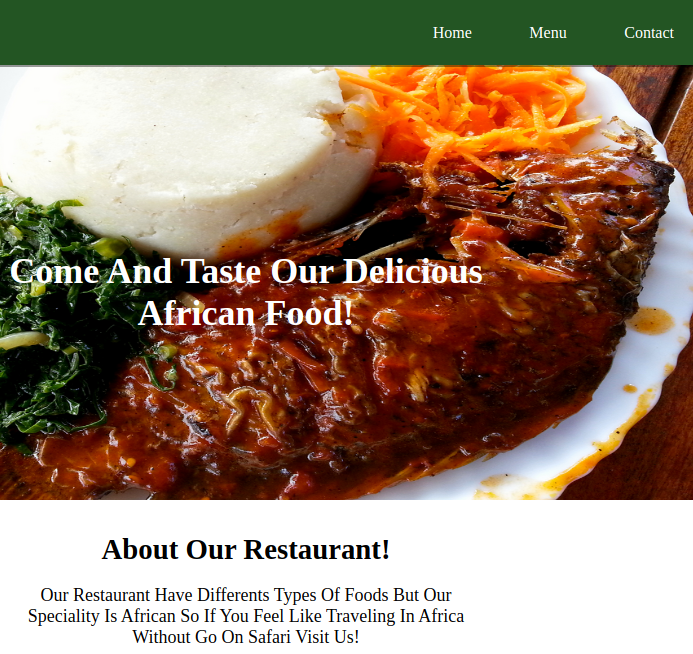 Home Menu Contact
Come And Taste Our Delicious
African Food!
About Our Restaurant!
Our Restaurant Have Differents Types Of Foods But Our
Speciality Is African So If You Feel Like Traveling In Africa
Without Go On Safari Visit Us!